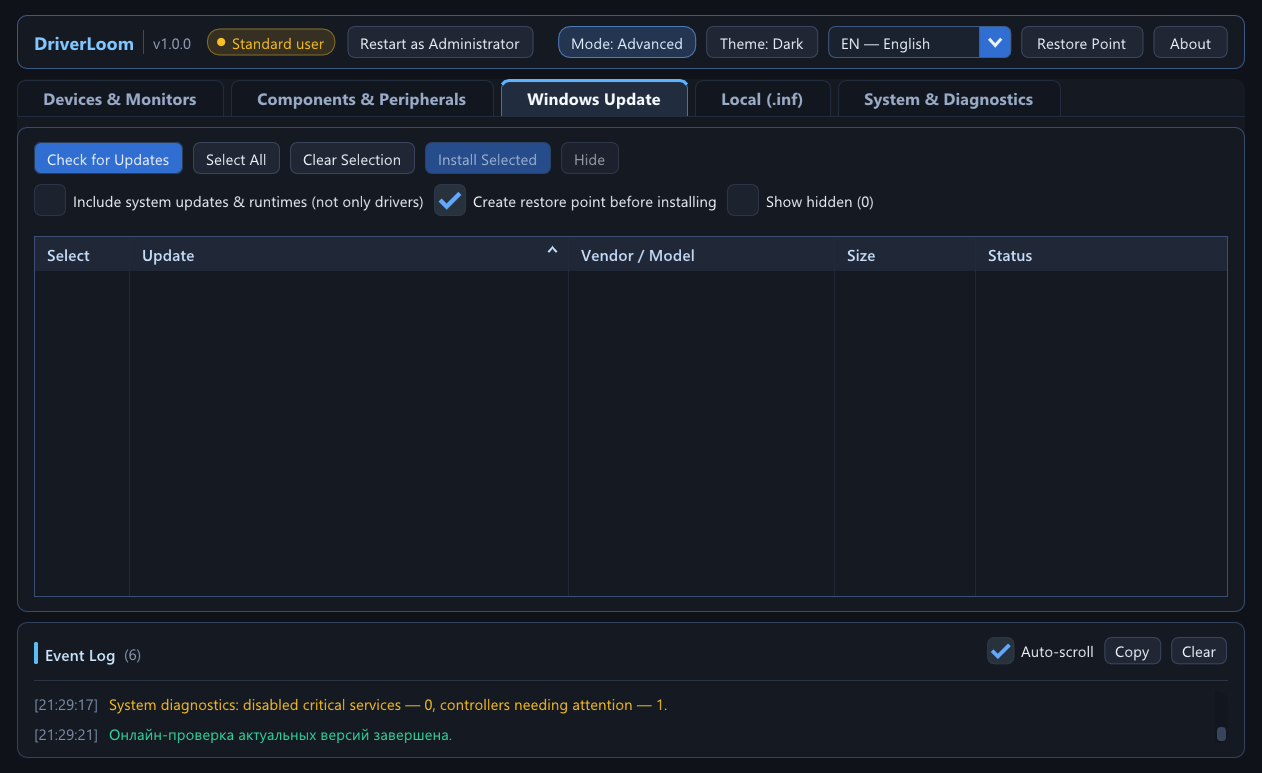 DriverLoom v1.0.0 Standard user Restart as Administrator Mode: Advanced Theme: Dark EN — English Restore Point About
Devices & Monitors Components & Peripherals Windows Update Local (.inf) System & Diagnostics
Check for Updates Select All Clear Selection Install Selected Hide
Include system updates & runtimes (not only drivers) Create restore point before installing Show hidden (0)
Select Update Vendor / Model Size Status
Event Log (6) Auto-scroll Copy Clear
[21:29:17] System diagnostics: disabled critical services — 0, controllers needing attention — 1.
[21:29:21] Онлайн-проверка актуальных версий завершена.